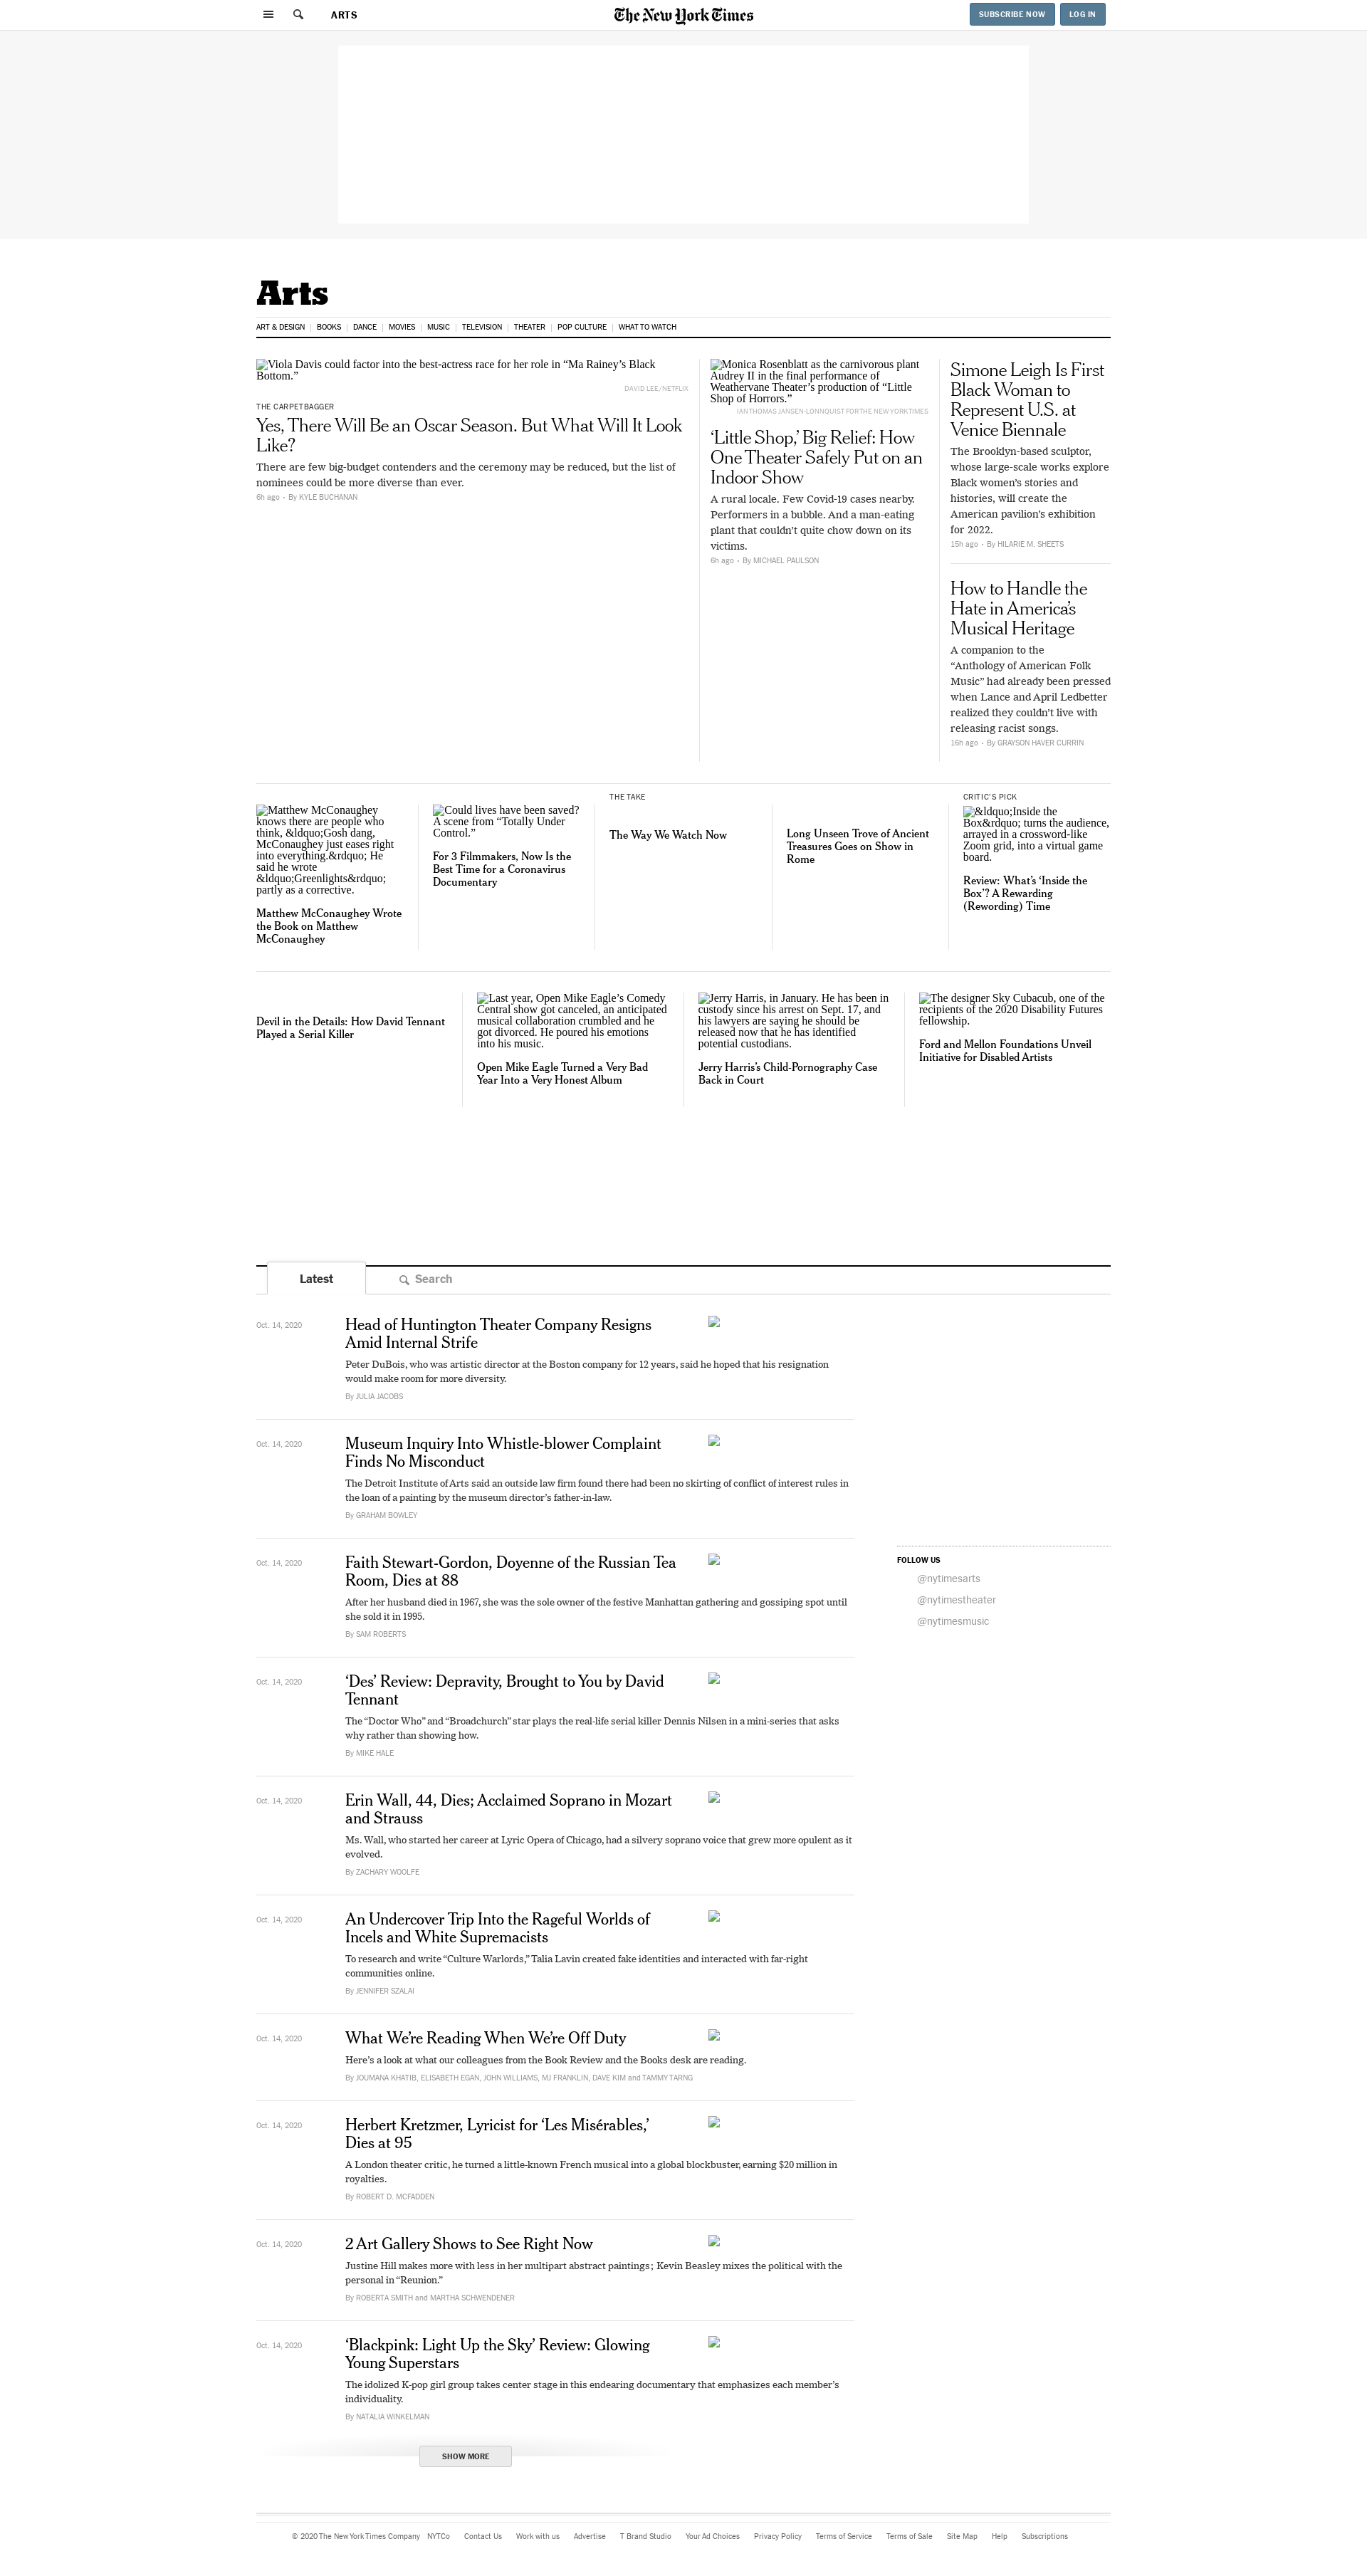 ARTS
The New York Times
SUBSCRIBE NOW
LOG IN
Arts
ART & DESIGN
BOOKS
DANCE
MOVIES
MUSIC
TELEVISION
THEATER
POP CULTURE
WHAT TO WATCH
Viola Davis could factor into the best-actress race for her role in “Ma Rainey’s Black
Bottom.”
DAVID LEE/NETFLIX
THE CARPETBAGGER
Yes, There Will Be an Oscar Season. But What Will It Look
Like?
There are few big-budget contenders and the ceremony may be reduced, but the list of
nominees could be more diverse than ever.
6h ago • By KYLE BUCHANAN
Monica Rosenblatt as the carnivorous plant
Audrey II in the final performance of
Weathervane Theater’s production of “Little
Shop of Horrors.”
IAN THOMAS JANSEN-LONNQUIST FOR THE NEW YORK TIMES
‘Little Shop,’ Big Relief: How
One Theater Safely Put on an
Indoor Show
A rural locale. Few Covid-19 cases nearby.
Performers in a bubble. And a man-eating
plant that couldn’t quite chow down on its
victims.
6h ago • By MICHAEL PAULSON
Simone Leigh Is First
Black Woman to
Represent U.S. at
Venice Biennale
The Brooklyn-based sculptor,
whose large-scale works explore
Black women’s stories and
histories, will create the
American pavilion’s exhibition
for 2022.
15h ago • By HILARIE M. SHEETS
How to Handle the
Hate in America’s
Musical Heritage
A companion to the
“Anthology of American Folk
Music” had already been pressed
when Lance and April Ledbetter
realized they couldn’t live with
releasing racist songs.
16h ago • By GRAYSON HAVER CURRIN
Matthew McConaughey
knows there are people who
think, &ldquo;Gosh dang,
McConaughey just eases right
into everything.&rdquo; He
said he wrote
&ldquo;Greenlights&rdquo;
partly as a corrective.
Matthew McConaughey Wrote
the Book on Matthew
McConaughey
Could lives have been saved?
A scene from “Totally Under
Control.”
For 3 Filmmakers, Now Is the
Best Time for a Coronavirus
Documentary
THE TAKE
The Way We Watch Now
Long Unseen Trove of Ancient
Treasures Goes on Show in
Rome
CRITIC’S PICK
&ldquo;Inside the
Box&rdquo; turns the audience,
arrayed in a crossword-like
Zoom grid, into a virtual game
board.
Review: What’s ‘Inside the
Box’? A Rewarding
(Rewording) Time
Devil in the Details: How David Tennant
Played a Serial Killer
Last year, Open Mike Eagle’s Comedy
Central show got canceled, an anticipated
musical collaboration crumbled and he
got divorced. He poured his emotions
into his music.
Open Mike Eagle Turned a Very Bad
Year Into a Very Honest Album
Jerry Harris, in January. He has been in
custody since his arrest on Sept. 17, and
his lawyers are saying he should be
released now that he has identified
potential custodians.
Jerry Harris’s Child-Pornography Case
Back in Court
The designer Sky Cubacub, one of the
recipients of the 2020 Disability Futures
fellowship.
Ford and Mellon Foundations Unveil
Initiative for Disabled Artists
Latest
Search
Oct. 14, 2020
Head of Huntington Theater Company Resigns
Amid Internal Strife
Peter DuBois, who was artistic director at the Boston company for 12 years, said he hoped that his resignation
would make room for more diversity.
By JULIA JACOBS
Oct. 14, 2020
Museum Inquiry Into Whistle-blower Complaint
Finds No Misconduct
The Detroit Institute of Arts said an outside law firm found there had been no skirting of conflict of interest rules in
the loan of a painting by the museum director’s father-in-law.
By GRAHAM BOWLEY
Oct. 14, 2020
Faith Stewart-Gordon, Doyenne of the Russian Tea
Room, Dies at 88
After her husband died in 1967, she was the sole owner of the festive Manhattan gathering and gossiping spot until
she sold it in 1995.
By SAM ROBERTS
FOLLOW US
@nytimesarts
@nytimestheater
@nytimesmusic
Oct. 14, 2020
‘Des’ Review: Depravity, Brought to You by David
Tennant
The “Doctor Who” and “Broadchurch” star plays the real-life serial killer Dennis Nilsen in a mini-series that asks
why rather than showing how.
By MIKE HALE
Oct. 14, 2020
Erin Wall, 44, Dies; Acclaimed Soprano in Mozart
and Strauss
Ms. Wall, who started her career at Lyric Opera of Chicago, had a silvery soprano voice that grew more opulent as it
evolved.
By ZACHARY WOOLFE
Oct. 14, 2020
An Undercover Trip Into the Rageful Worlds of
Incels and White Supremacists
To research and write “Culture Warlords,” Talia Lavin created fake identities and interacted with far-right
communities online.
By JENNIFER SZALAI
Oct. 14, 2020
What We’re Reading When We’re Off Duty
Here’s a look at what our colleagues from the Book Review and the Books desk are reading.
By JOUMANA KHATIB, ELISABETH EGAN, JOHN WILLIAMS, MJ FRANKLIN, DAVE KIM and TAMMY TARNG
Oct. 14, 2020
Herbert Kretzmer, Lyricist for ‘Les Misérables,’
Dies at 95
A London theater critic, he turned a little-known French musical into a global blockbuster, earning $20 million in
royalties.
By ROBERT D. MCFADDEN
Oct. 14, 2020
2 Art Gallery Shows to See Right Now
Justine Hill makes more with less in her multipart abstract paintings; Kevin Beasley mixes the political with the
personal in “Reunion.”
By ROBERTA SMITH and MARTHA SCHWENDENER
Oct. 14, 2020
‘Blackpink: Light Up the Sky’ Review: Glowing
Young Superstars
The idolized K-pop girl group takes center stage in this endearing documentary that emphasizes each member’s
individuality.
By NATALIA WINKELMAN
SHOW MORE
© 2020 The New York Times Company
NYTCo
Contact Us
Work with us
Advertise
T Brand Studio
Your Ad Choices
Privacy Policy
Terms of Service
Terms of Sale
Site Map
Help
Subscriptions